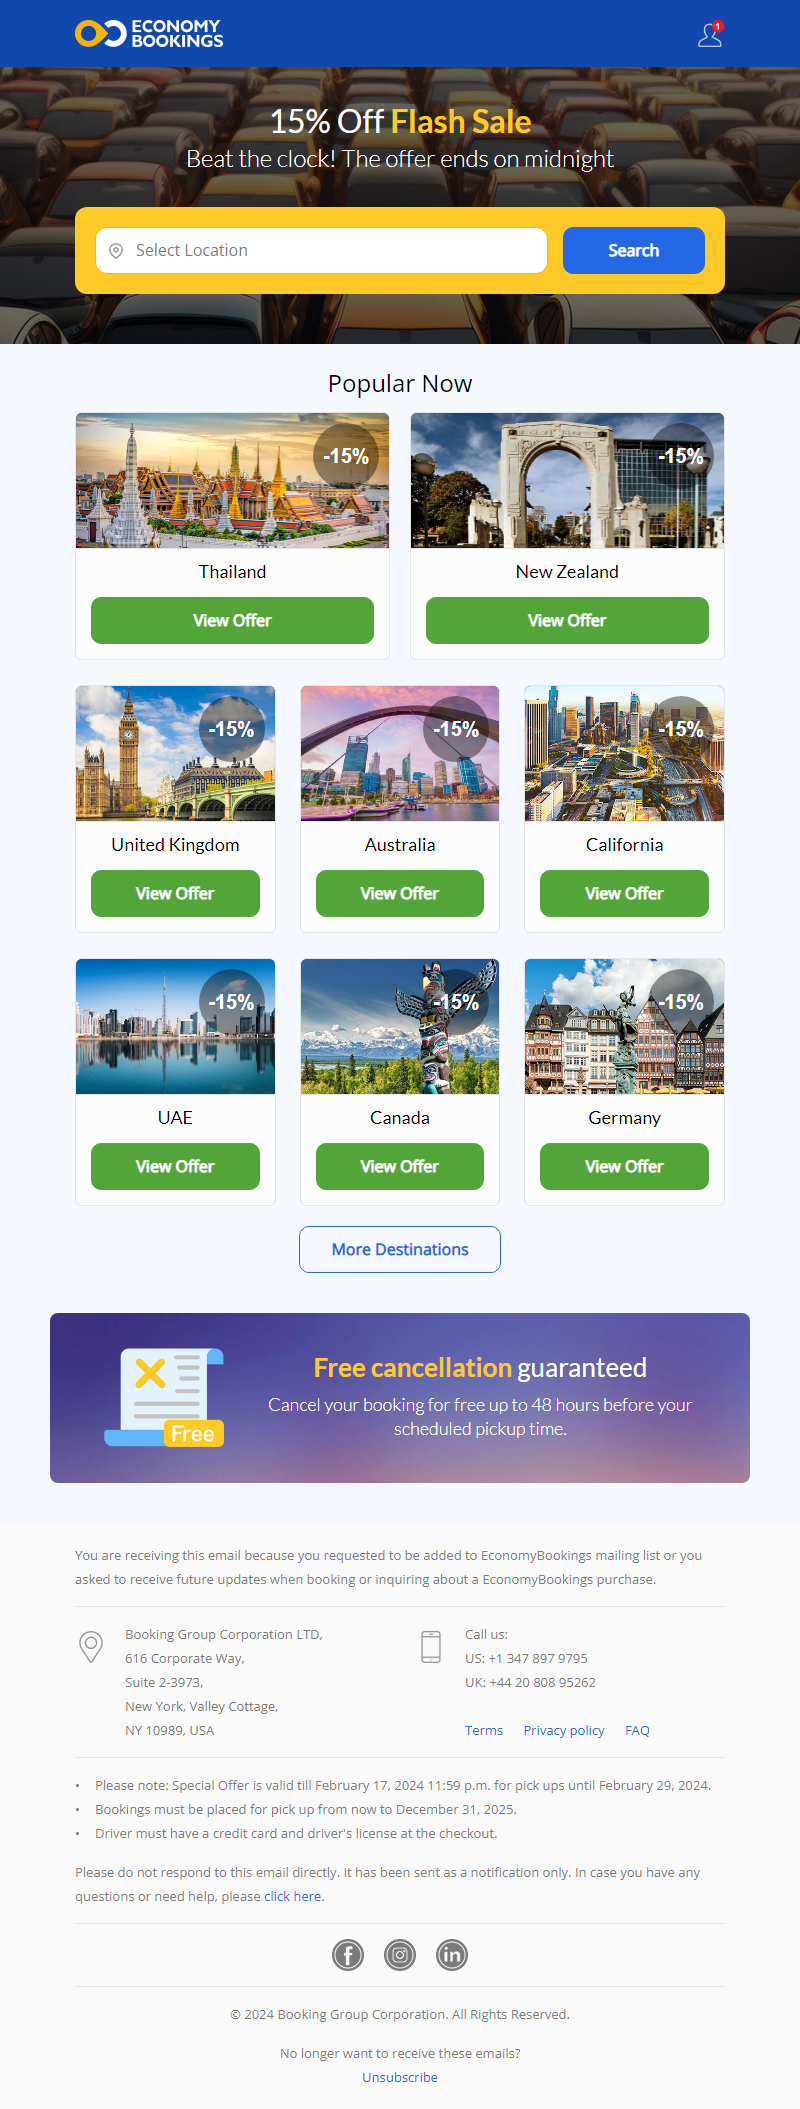 ECONOMY
BOOKINGS
1
15% Off Flash Sale
Beat the clock! The offer ends on midnight
Select Location
Search
Popular Now
-15%
-15%
Thailand
New Zealand
View Offer
View Offer
-15%
-15%
-15%
United Kingdom
Australia
California
View Offer
View Offer
View Offer
-15%
-15%
-15%
UAE
Canada
Germany
View Offer
View Offer
View Offer
More Destinations
Free cancellation guaranteed
Cancel your booking for free up to 48 hours before your
scheduled pickup time.
Free
You are receiving this email because you requested to be added to EconomyBookings mailing list or you
asked to receive future updates when booking or inquiring about a EconomyBookings purchase.
Booking Group Corporation LTD,
616 Corporate Way,
Suite 2-3973,
New York, Valley Cottage,
NY 10989, USA
Call us:
US: +1 347 897 9795
UK: +44 20 808 95262
Terms Privacy policy FAQ
• Please note: Special Offer is valid till February 17, 2024 11:59 p.m. for pick ups until February 29, 2024.
• Bookings must be placed for pick up from now to December 31, 2025.
• Driver must have a credit card and driver's license at the checkout.
Please do not respond to this email directly. It has been sent as a notification only. In case you have any
questions or need help, please click here.
f
in
© 2024 Booking Group Corporation. All Rights Reserved.
No longer want to receive these emails?
Unsubscribe